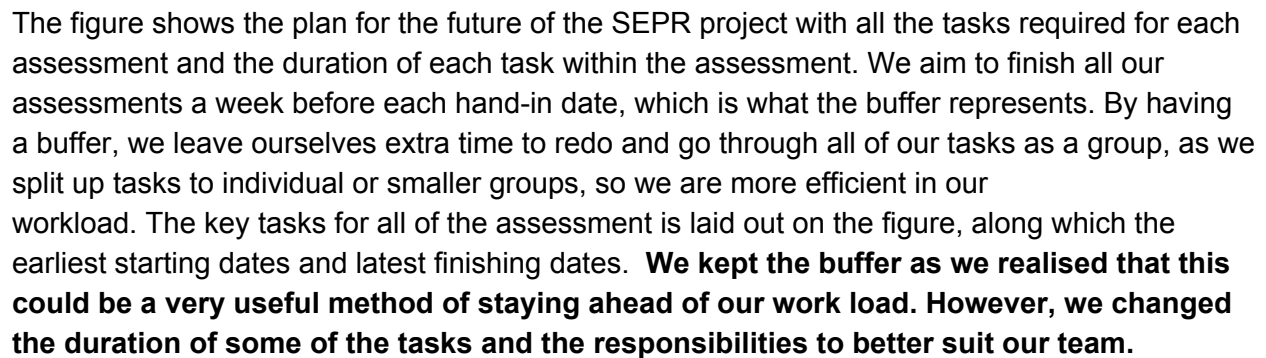 The figure shows the plan for the future of the SEPR project with all the tasks required for each
assessment and the duration of each task within the assessment. We aim to finish all our
assessments a week before each hand-in date, which is what the buffer represents. By having
a buffer, we leave ourselves extra time to redo and go through all of our tasks as a group, as we
split up tasks to individual or smaller groups, so we are more efficient in our
workload. The key tasks for all of the assessment is laid out on the figure, along which the
earliest starting dates and latest finishing dates.  We kept the buffer as we realised that this
could be a very useful method of staying ahead of our work load. However, we changed
the duration of some of the tasks and the responsibilities to better suit our team.